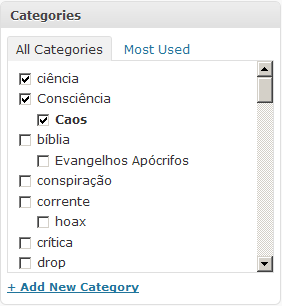 Categories
All Categories Most Used
ciência
Consciência
Caos
bíblia
Evangelhos Apócrifos
conspiração
corrente
hoax
crítica
drop
+ Add New Category